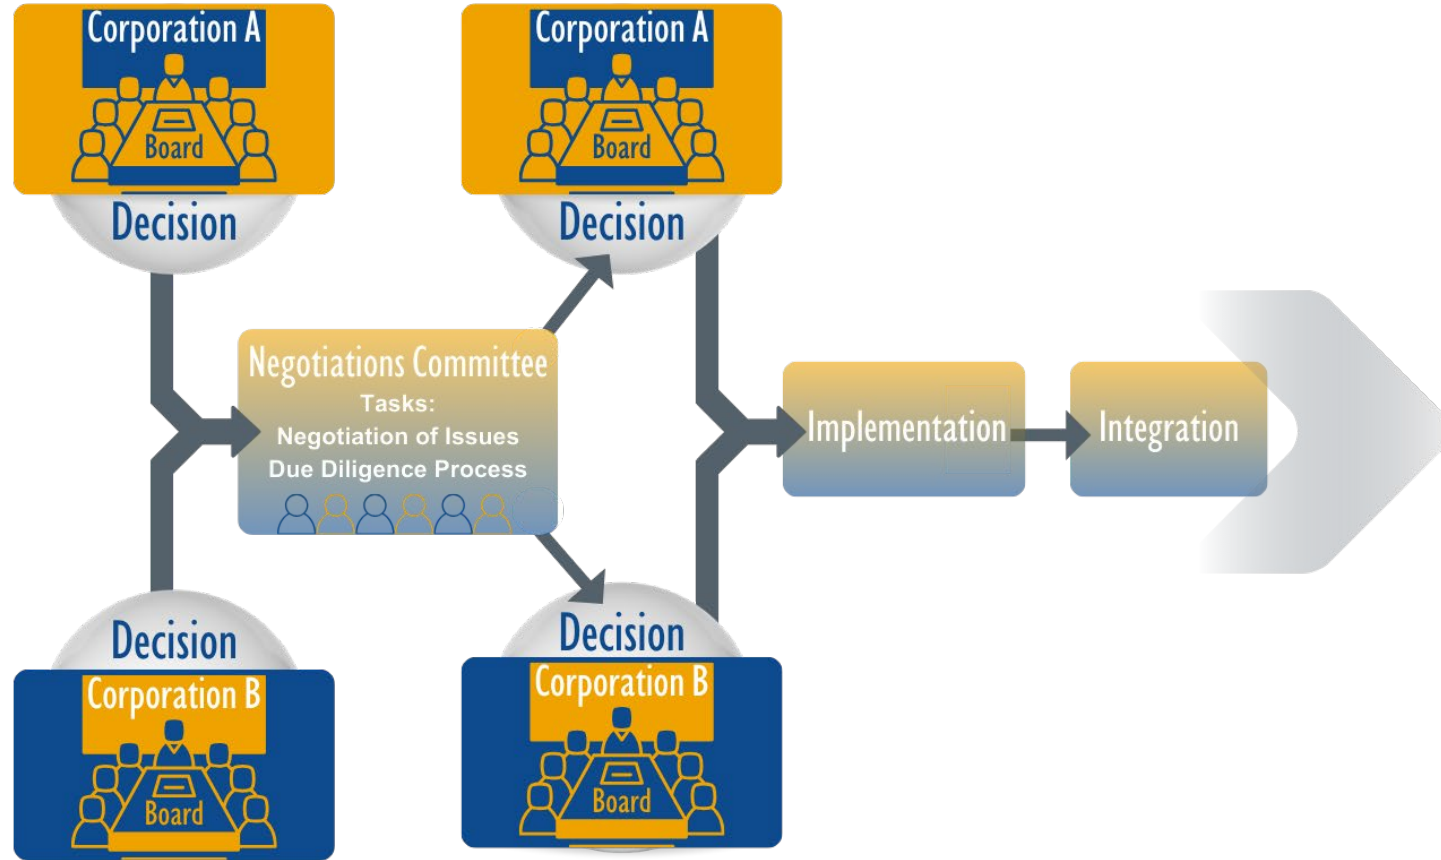 Corporation A
Board
Decision
Corporation A
Board
Decision
Negotiations Committee
Tasks:
Negotiation of Issues
Due Diligence Process
Implementation
Integration
Decision
Corporation B
Board
Decision
Corporation B
Board